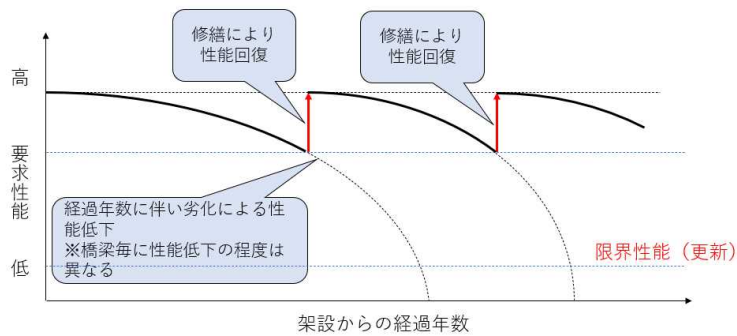 修繕により
性能回復
修繕により
性能回復
高
要求性能
低
経過年数に伴い劣化による性
能低下
※橋梁毎に性能低下の程度は
異なる
限界性能（更新）
架設からの経過年数